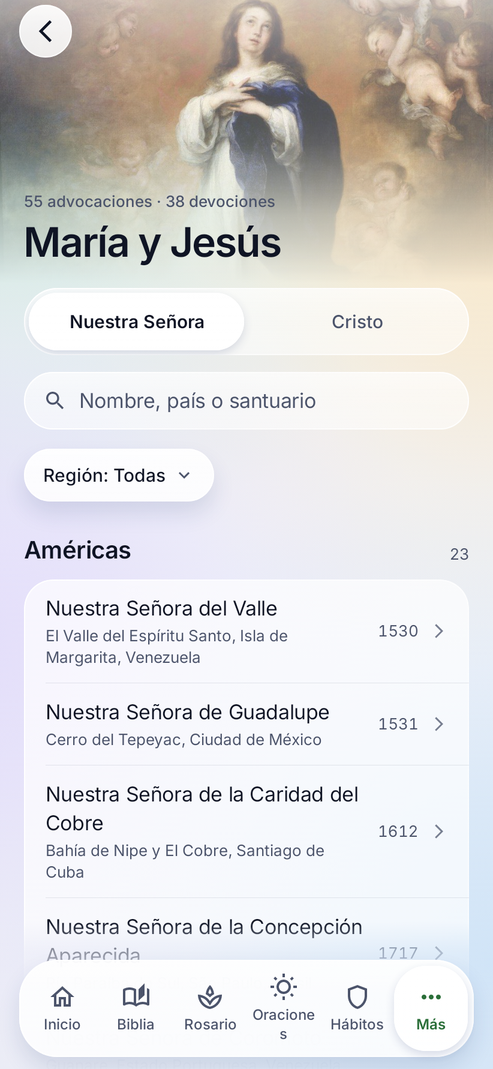 55 advocaciones · 38 devociones
María y Jesús
Nuestra Señora
Cristo
Nombre, país o santuario
Región: Todas
Américas
23
Nuestra Señora del Valle
El Valle del Espíritu Santo, Isla de
Margarita, Venezuela
1530
Nuestra Señora de Guadalupe
Cerro del Tepeyac, Ciudad de México
1531
Nuestra Señora de la Caridad del
Cobre
Bahía de Nipe y El Cobre, Santiago de
Cuba
1612
Nuestra Señora de la Concepción
Aparecida
1717
Inicio
Biblia
Rosario
Oracione
s
Hábitos
Más